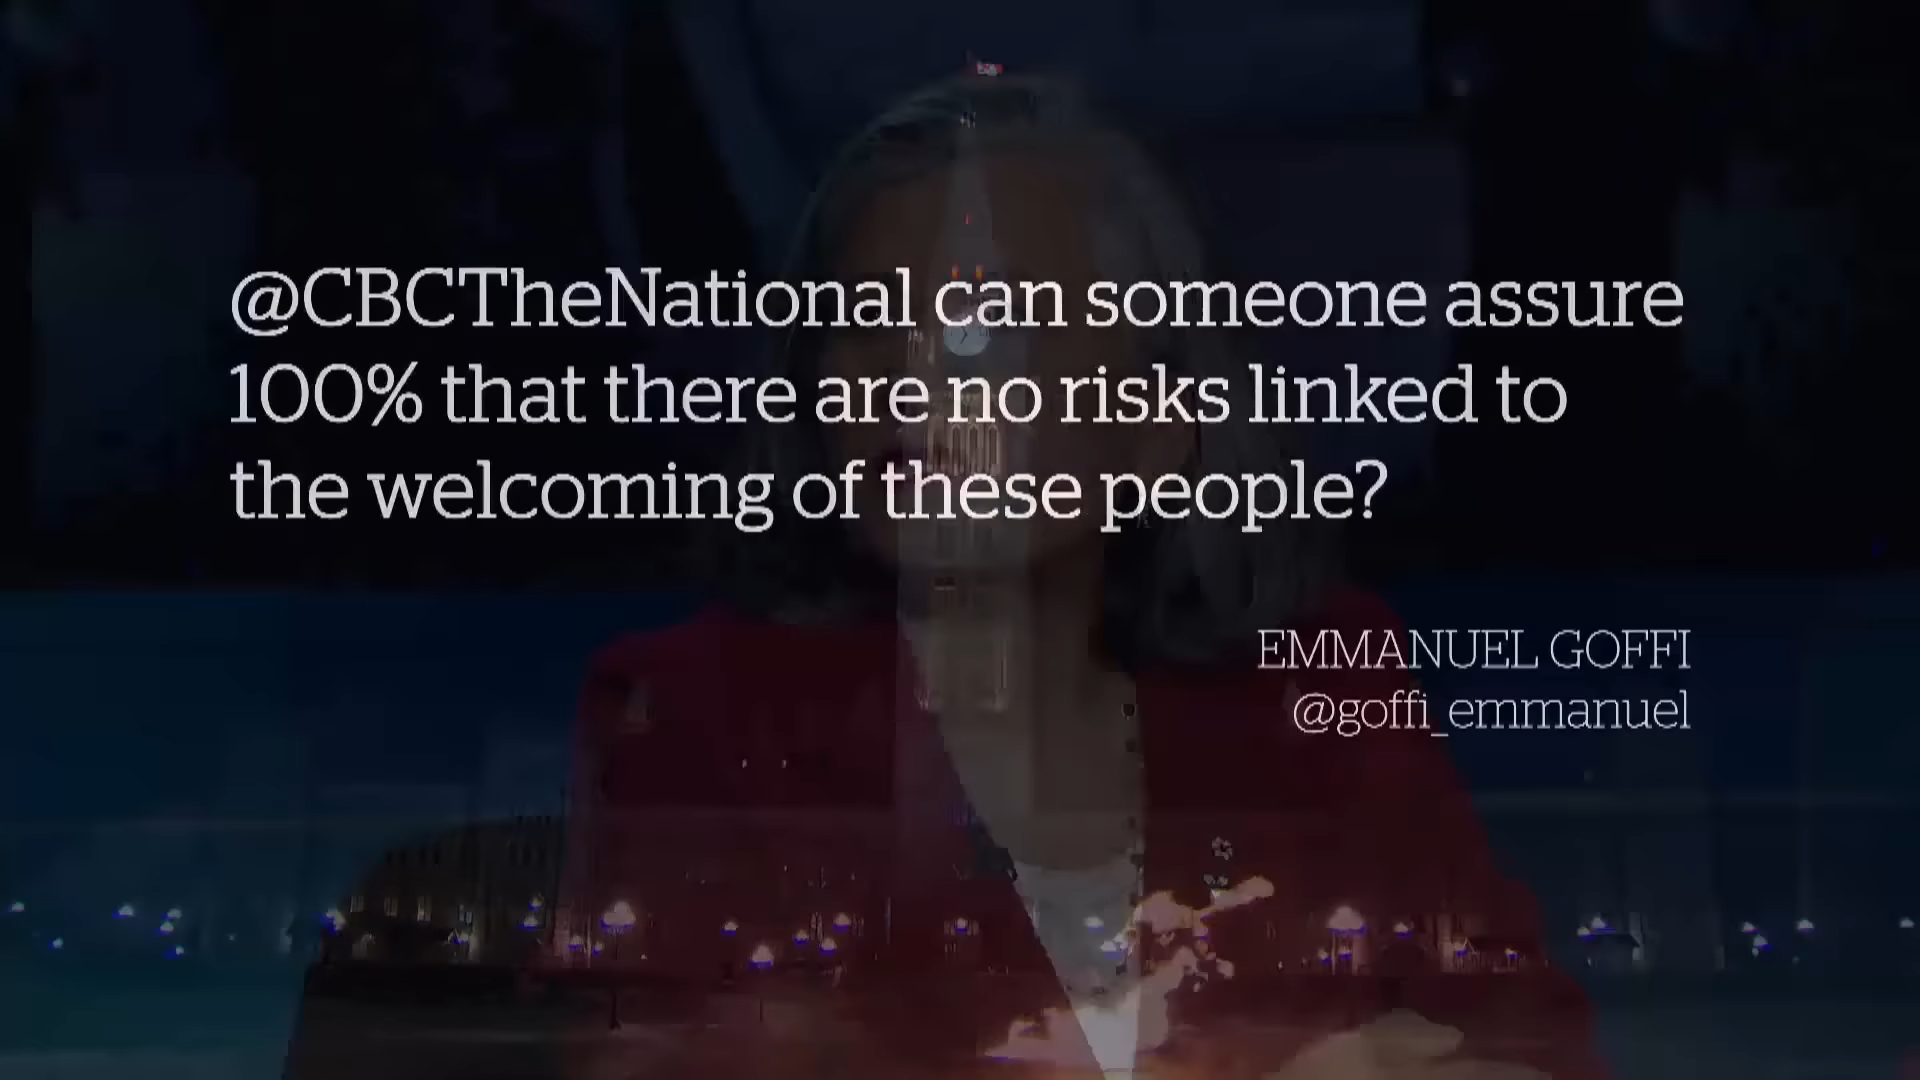 @CBCTheNational can someone assure
100% that there are no risks linked to
the welcoming of these people?
EMMANUEL GOFFI
@goffi_emmanuel